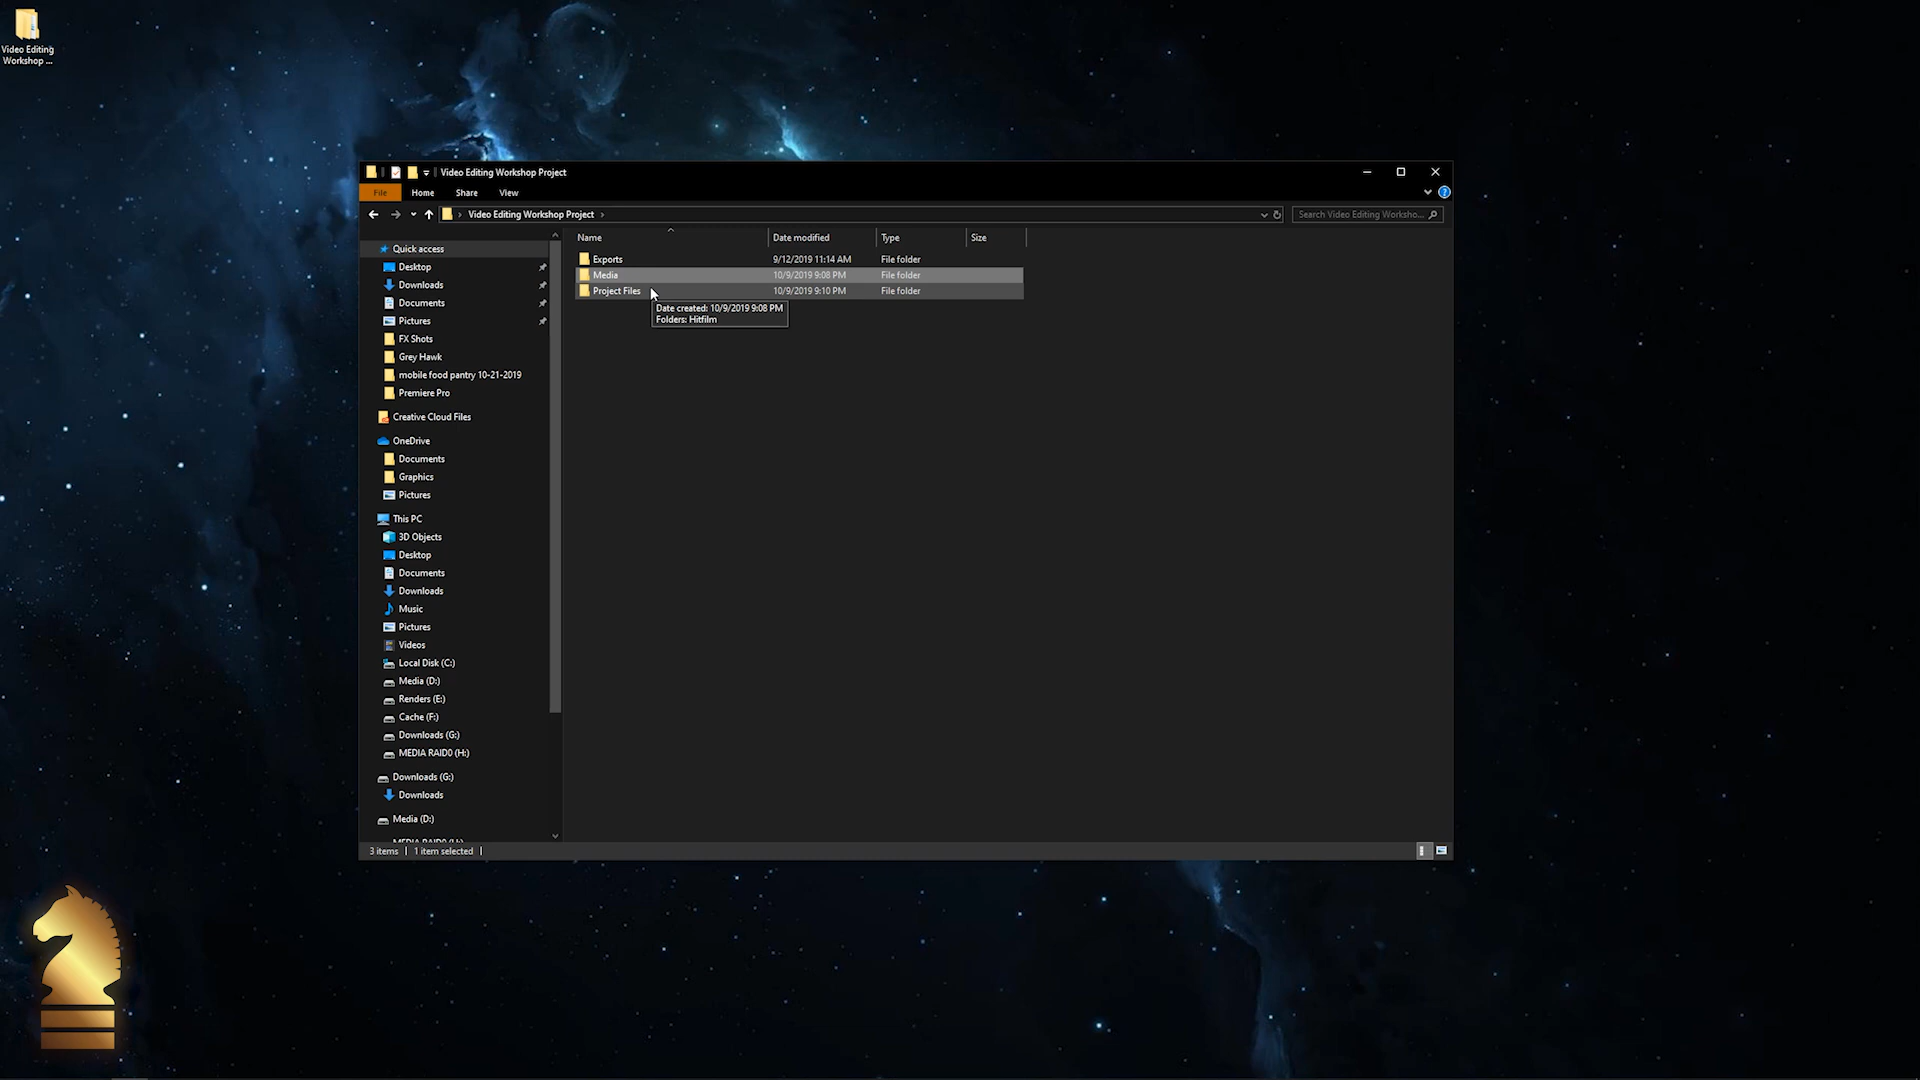 Video Editing
Workshop ...
Video Editing Workshop Project
File
Home
Share
View
Video Editing Workshop Project
Search Video Editing Worksho...
Name
Date modified
Type
Size
Exports
9/12/2019 11:14 AM
File folder
Media
10/9/2019 9:08 PM
File folder
Project Files
10/9/2019 9:10 PM
File folder
Date created: 10/9/2019 9:08 PM
Folders: Hitfilm
Quick access
Desktop
Downloads
Documents
Pictures
FX Shots
Grey Hawk
mobile food pantry 10-21-2019
Premiere Pro
Creative Cloud Files
OneDrive
Documents
Graphics
Pictures
This PC
3D Objects
Desktop
Documents
Downloads
Music
Pictures
Videos
Local Disk (C:)
Media (D:)
Renders (E:)
Cache (F:)
Downloads (G:)
MEDIA RAID0 (H:)
Downloads (G:)
Downloads
Media (D:)
3 items
1 item selected